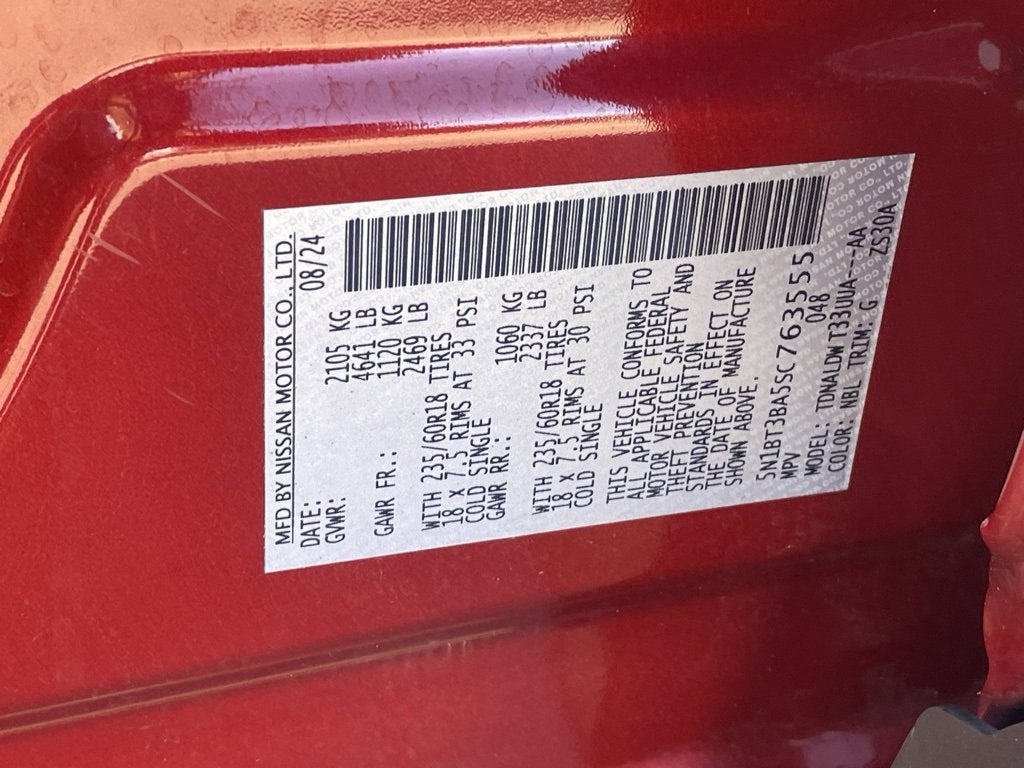 MFD BY NISSAN MOTOR CO., LTD.
DATE: 08/24
GVWR: 2105 KG
4641 LB
GAWR FR.: 1120 KG
2469 LB
WITH 235/60R18 TIRES
18 X 7.5 RIMS AT 33 PSI
COLD SINGLE
GAWR RR.: 1060 KG
2337 LB
WITH 235/60R18 TIRES
18 X 7.5 RIMS AT 30 PSI
COLD SINGLE
THIS VEHICLE CONFORMS TO
ALL APPLICABLE FEDERAL
MOTOR VEHICLE SAFETY AND
THEFT PREVENTION
STANDARDS IN EFFECT ON
THE DATE OF MANUFACTURE
SHOWN ABOVE.
5N1BT3BA5SC763555
MPV 048
MODEL: TDNALDW T33UUA----AA
COLOR: NBL TRIM: G ZS30A